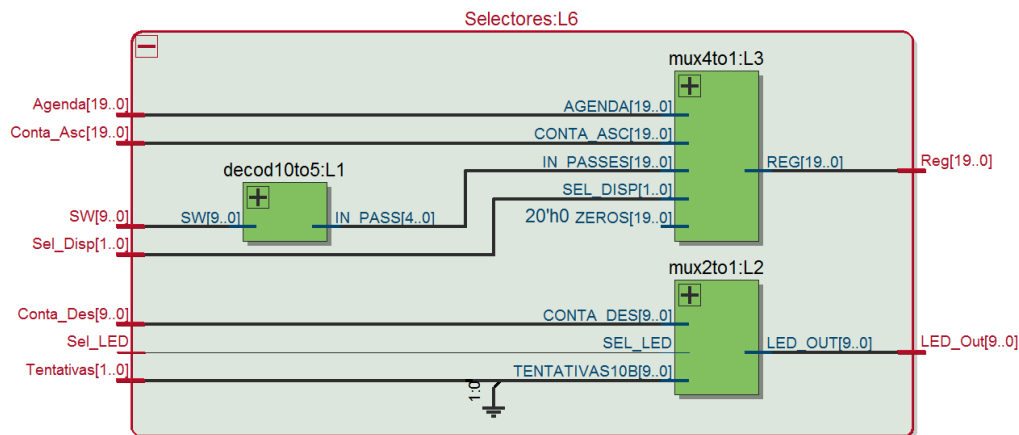 Selectores:L6
mux4to1:L3
Agenda[19..0]
AGENDA[19..0]
Conta_Asc[19..0]
CONTA_ASC[19..0]
decod10to5:L1
IN_PASSES[19..0]
REG[19..0]
Reg[19..0]
SW[9..0]
SW[9..0]
IN_PASS[4..0]
SEL_DISP[1..0]
20'h0 ZEROS[19..0]
Sel_Disp[1..0]
mux2to1:L2
Conta_Des[9..0]
CONTA_DES[9..0]
Sel_LED
SEL_LED
LED_OUT[9..0]
LED_Out[9..0]
Tentativas[1..0]
TENTATIVAS10B[9..0]
1:0